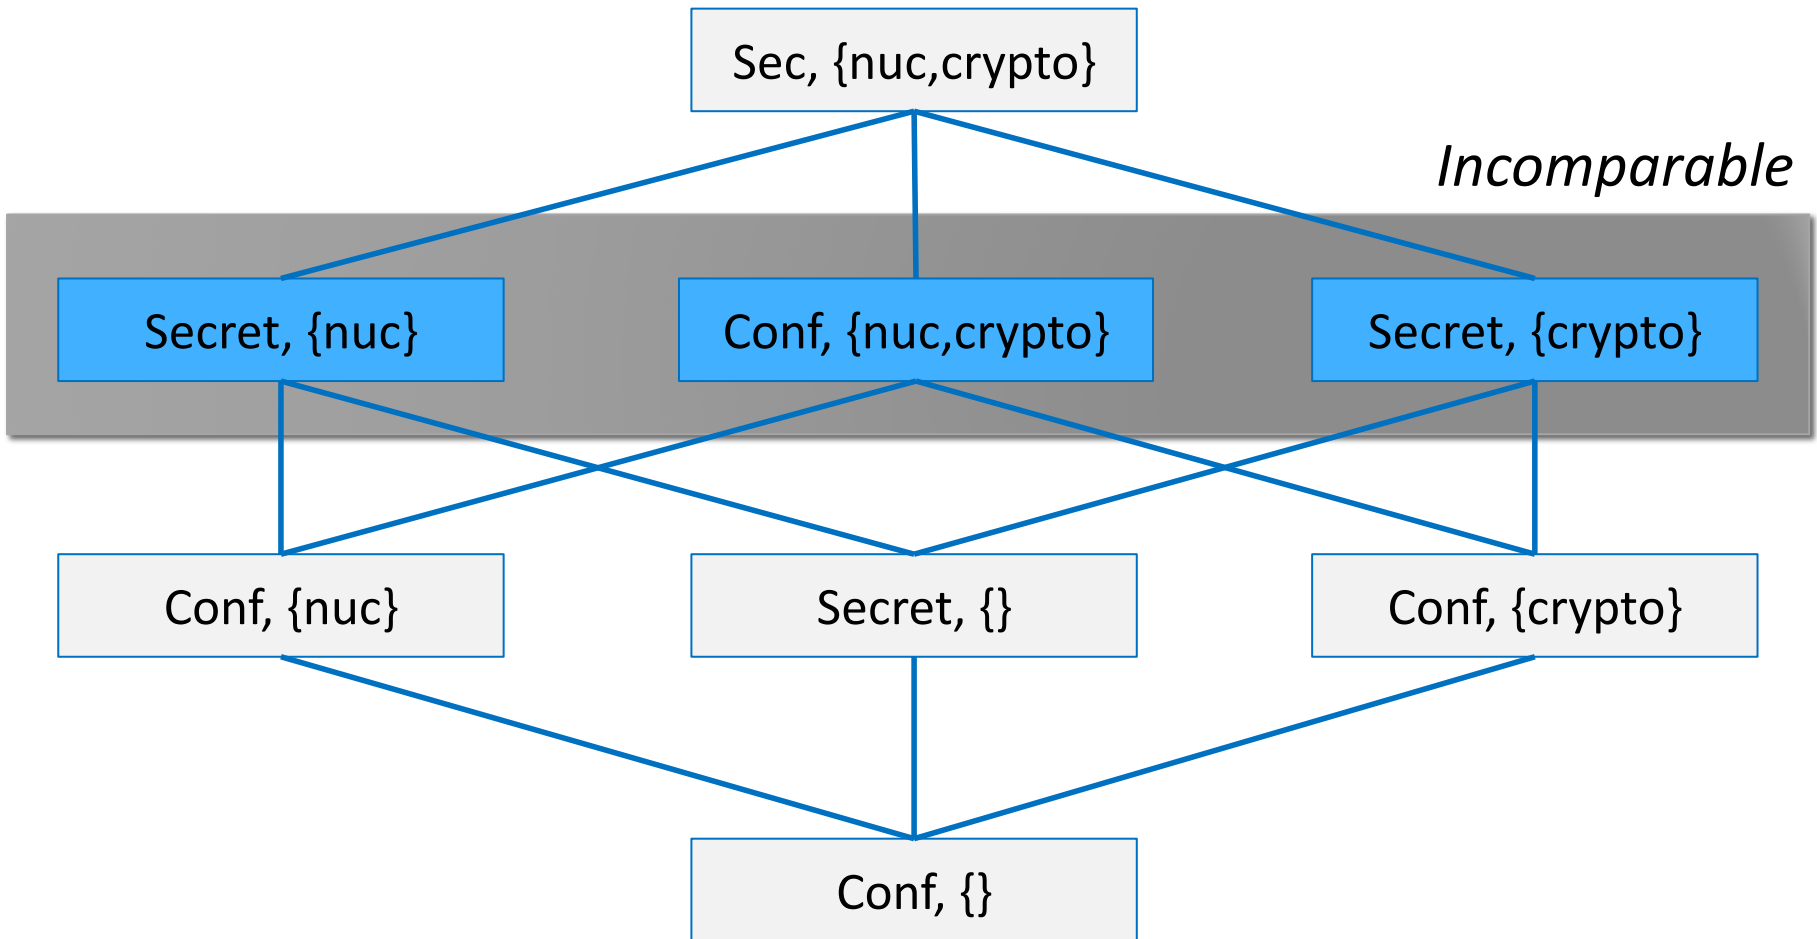 Sec, {nuc,crypto}
Incomparable
Secret, {nuc}
Conf, {nuc,crypto}
Secret, {crypto}
Conf, {nuc}
Secret, {}
Conf, {crypto}
Conf, {}